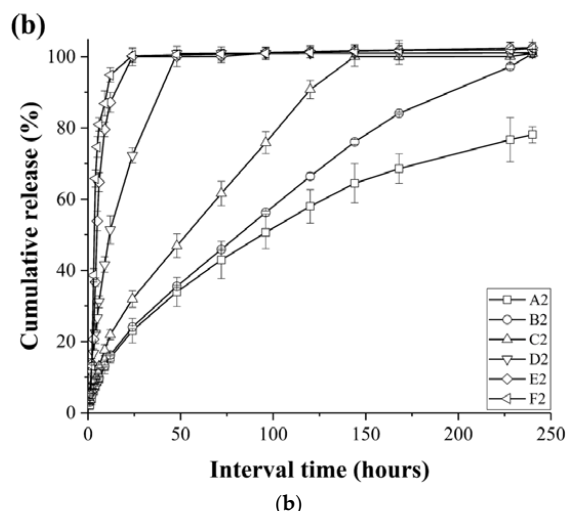 (b)
Cumulative release (%)
100
80
60
40
20
0
A2
B2
C2
D2
E2
F2
0
50
100
150
200
250
Interval time (hours)
(b)